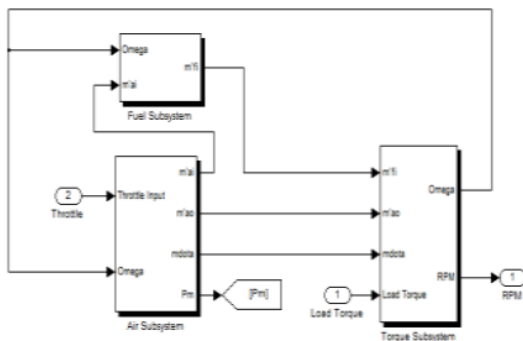 Omega
m'ai
m'fi
Fuel Subsystem
2
Throttle
Throttle Input
Omega
m'ai
m'ao
mdota
Pm
Air Subsystem
[Pm]
1
Load Torque
m'fi
m'ao
mdota
Load Torque
Omega
RPM
Torque Subsystem
1
RPM